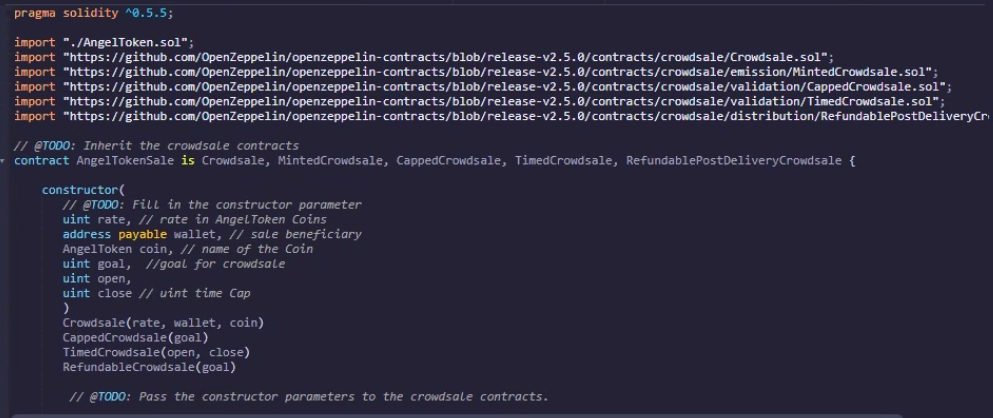 pragma solidity ^0.5.5;
import "./AngelToken.sol";
import "https://github.com/OpenZeppelin/openzeppelin-contracts/blob/release-v2.5.0/contracts/crowdsale/Crowdsale.sol";
import "https://github.com/OpenZeppelin/openzeppelin-contracts/blob/release-v2.5.0/contracts/crowdsale/emission/MintedCrowdsale.sol";
import "https://github.com/OpenZeppelin/openzeppelin-contracts/blob/release-v2.5.0/contracts/crowdsale/validation/CappedCrowdsale.sol";
import "https://github.com/OpenZeppelin/openzeppelin-contracts/blob/release-v2.5.0/contracts/crowdsale/validation/TimedCrowdsale.sol";
import "https://github.com/OpenZeppelin/openzeppelin-contracts/blob/release-v2.5.0/contracts/crowdsale/distribution/RefundablePostDeliveryCr
// @TODO: Inherit the crowdsale contracts
contract AngelTokenSale is Crowdsale, MintedCrowdsale, CappedCrowdsale, TimedCrowdsale, RefundablePostDeliveryCrowdsale {
constructor(
// @TODO: Fill in the constructor parameter
uint rate, // rate in AngelToken Coins
address payable wallet, // sale beneficiary
AngelToken coin, // name of the Coin
uint goal, //goal for crowdsale
uint open,
uint close // uint time Cap
)
Crowdsale(rate, wallet, coin)
CappedCrowdsale(goal)
TimedCrowdsale(open, close)
RefundableCrowdsale(goal)
// @TODO: Pass the constructor parameters to the crowdsale contracts.